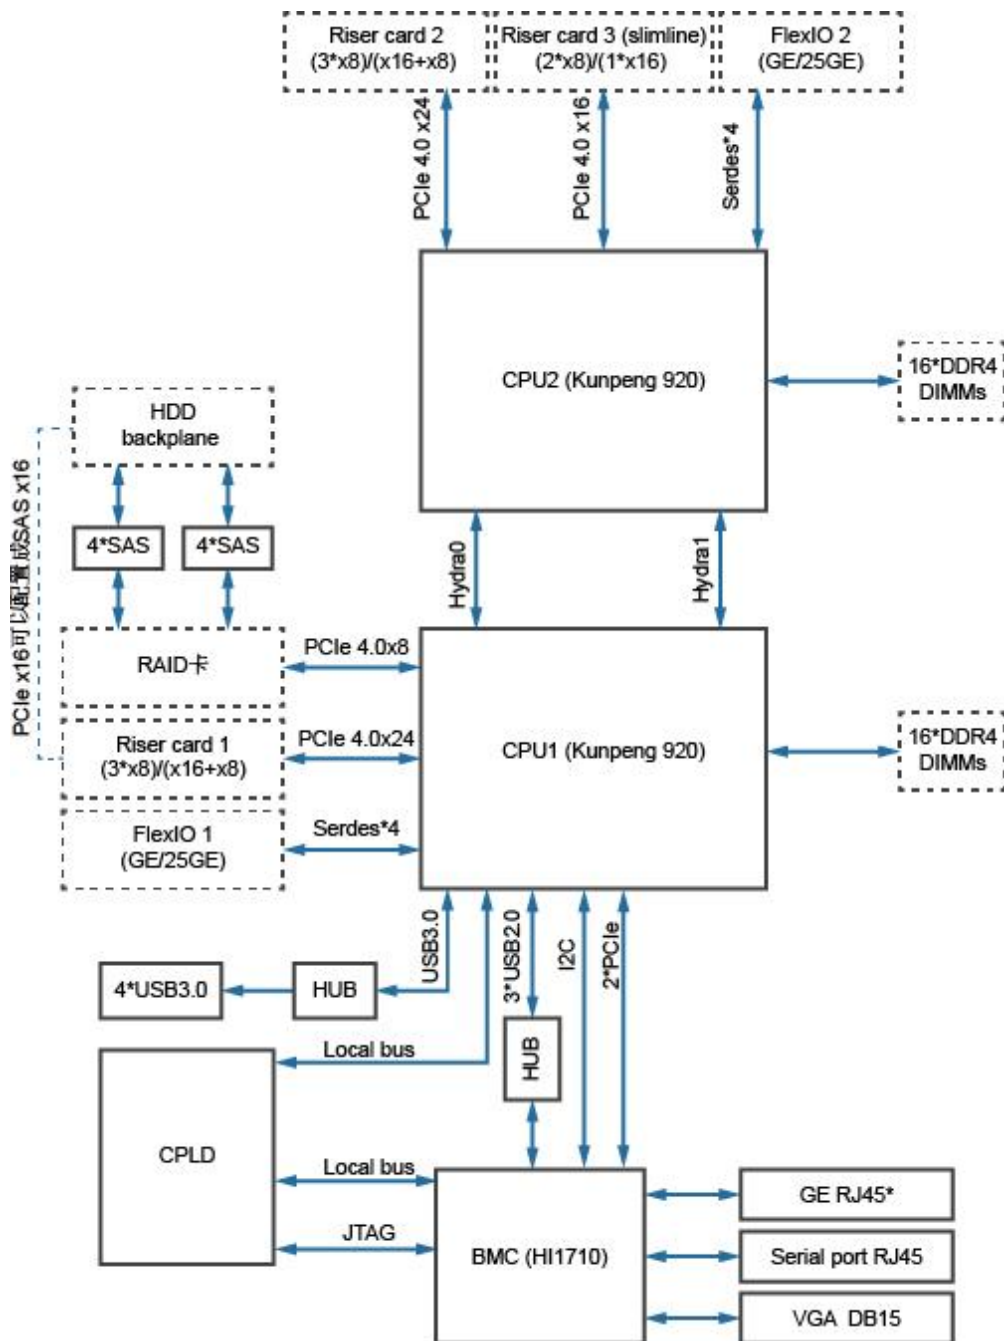 Riser card 2
(3*x8)/(x16+x8)
Riser card 3 (slimline)
(2*x8)/(1*x16)
FlexIO 2
(GE/25GE)
PCIe 4.0 x24
PCIe 4.0 x16
Serdes*4
CPU2 (Kunpeng 920)
16*DDR4
DIMMs
HDD
backplane
4*SAS
4*SAS
PCIe x16可以配置成SAS x16
Hydra0
Hydra1
RAID卡
PCIe 4.0x8
Riser card 1
(3*x8)/(x16+x8)
PCIe 4.0x24
CPU1 (Kunpeng 920)
16*DDR4
DIMMs
FlexIO 1
(GE/25GE)
Serdes*4
USB3.0
3*USB2.0
I2C
2*PCIe
4*USB3.0
HUB
HUB
Local bus
CPLD
Local bus
JTAG
BMC (HI1710)
GE RJ45*
Serial port RJ45
VGA DB15